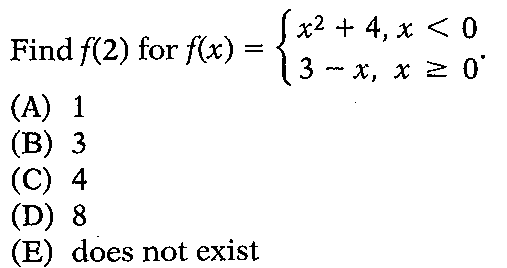 Find f(2) for f(x) = { x² + 4, x < 0
3 − x, x ≥ 0 .
(A) 1
(B) 3
(C) 4
(D) 8
(E) does not exist